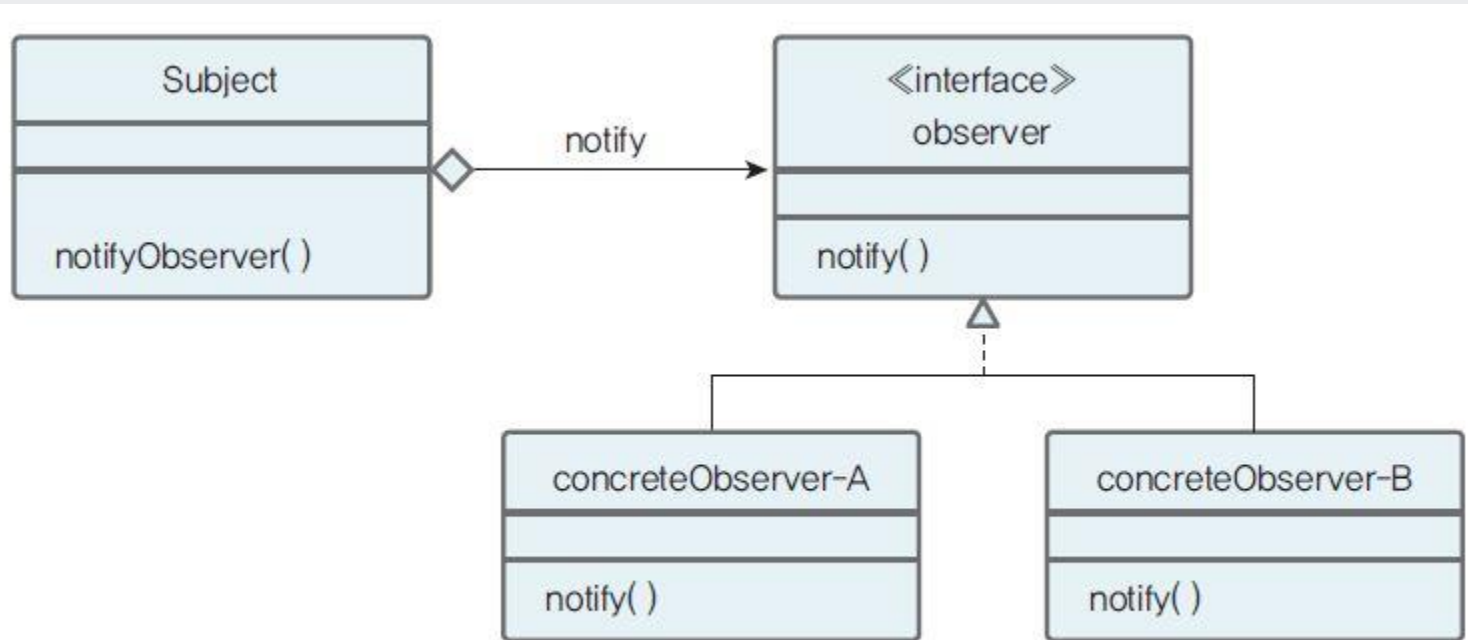 Subject
notifyObserver( )
notify
≪interface≫
observer
notify( )
concreteObserver-A
notify( )
concreteObserver-B
notify( )